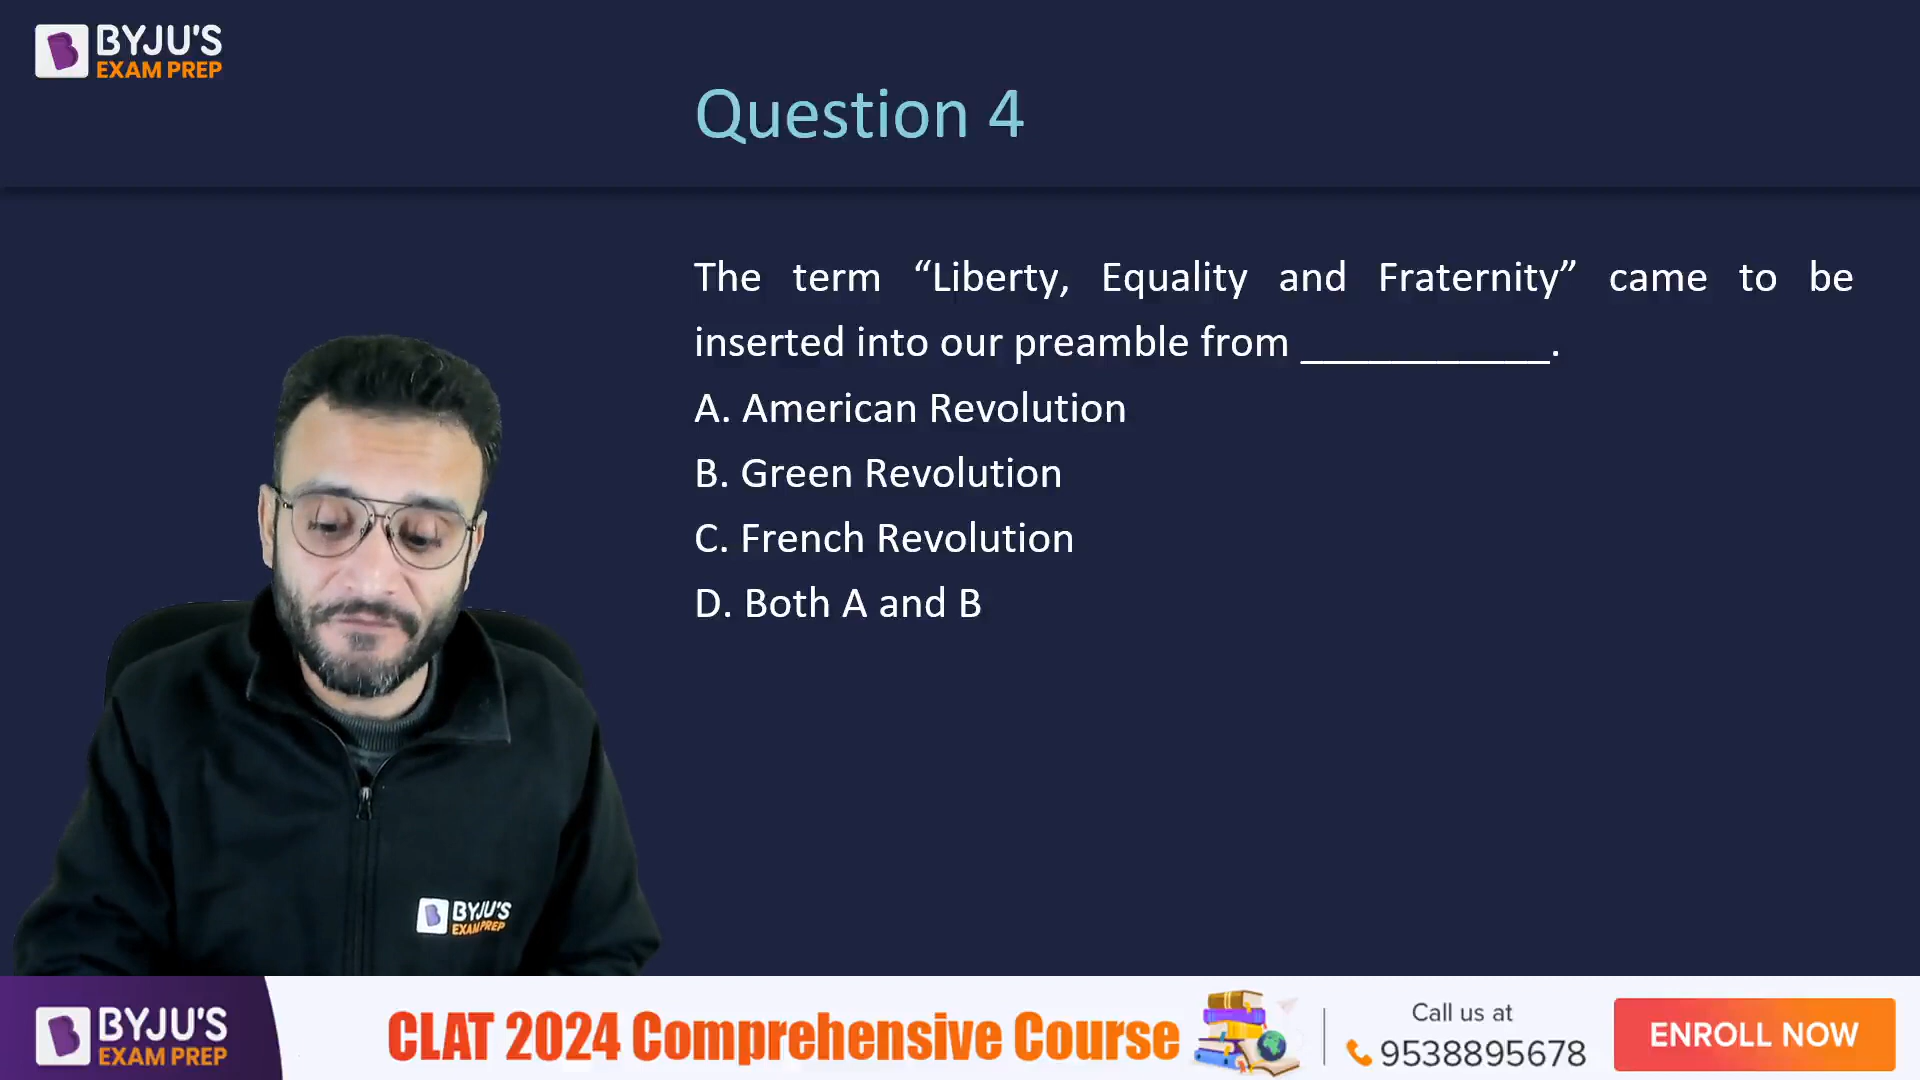 BYJU'S
EXAM PREP
Question 4
The term “Liberty, Equality and Fraternity” came to be
inserted into our preamble from ___________.
A. American Revolution
B. Green Revolution
C. French Revolution
D. Both A and B
BYJU'S
EXAM PREP
BYJU'S
EXAM PREP
CLAT 2024 Comprehensive Course
Call us at
9538895678
ENROLL NOW